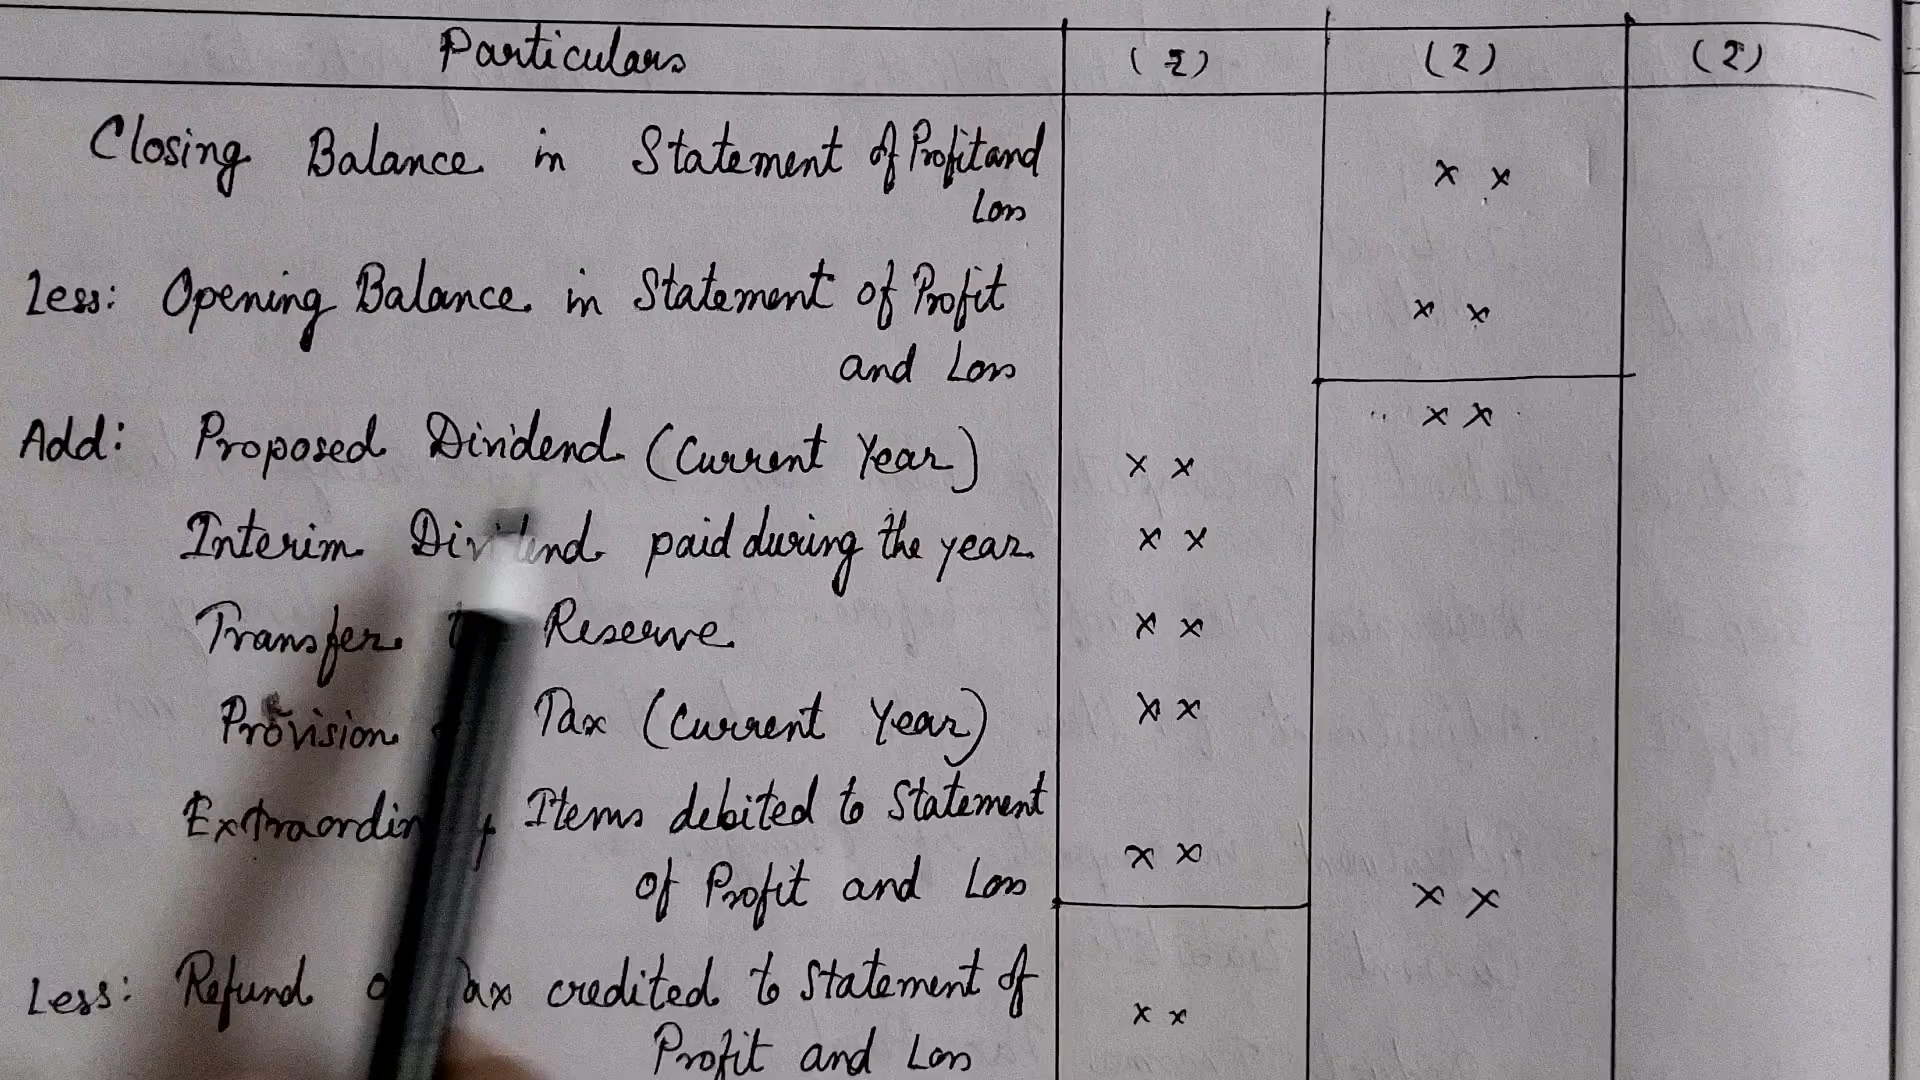 Particulars (₹) (₹) (₹)
Closing Balance in Statement of Profit and x x
Loss
Less: Opening Balance in Statement of Profit x x
and Loss
x x
Add: Proposed Dividend (Current Year) x x
Interim Dividend paid during the year x x
Transfer Reserve x x
Provision Tax (Current Year) x x
Items debited to Statement
of Profit and Loss x x x x
Less: Refund credited to Statement of
Profit and Loss x x